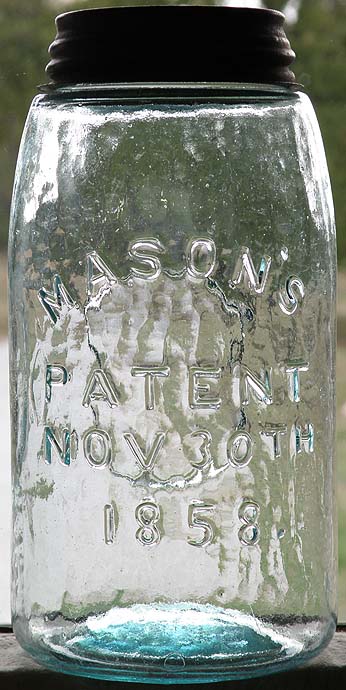 MASON'S
PATENT
NOV 30TH
1858.